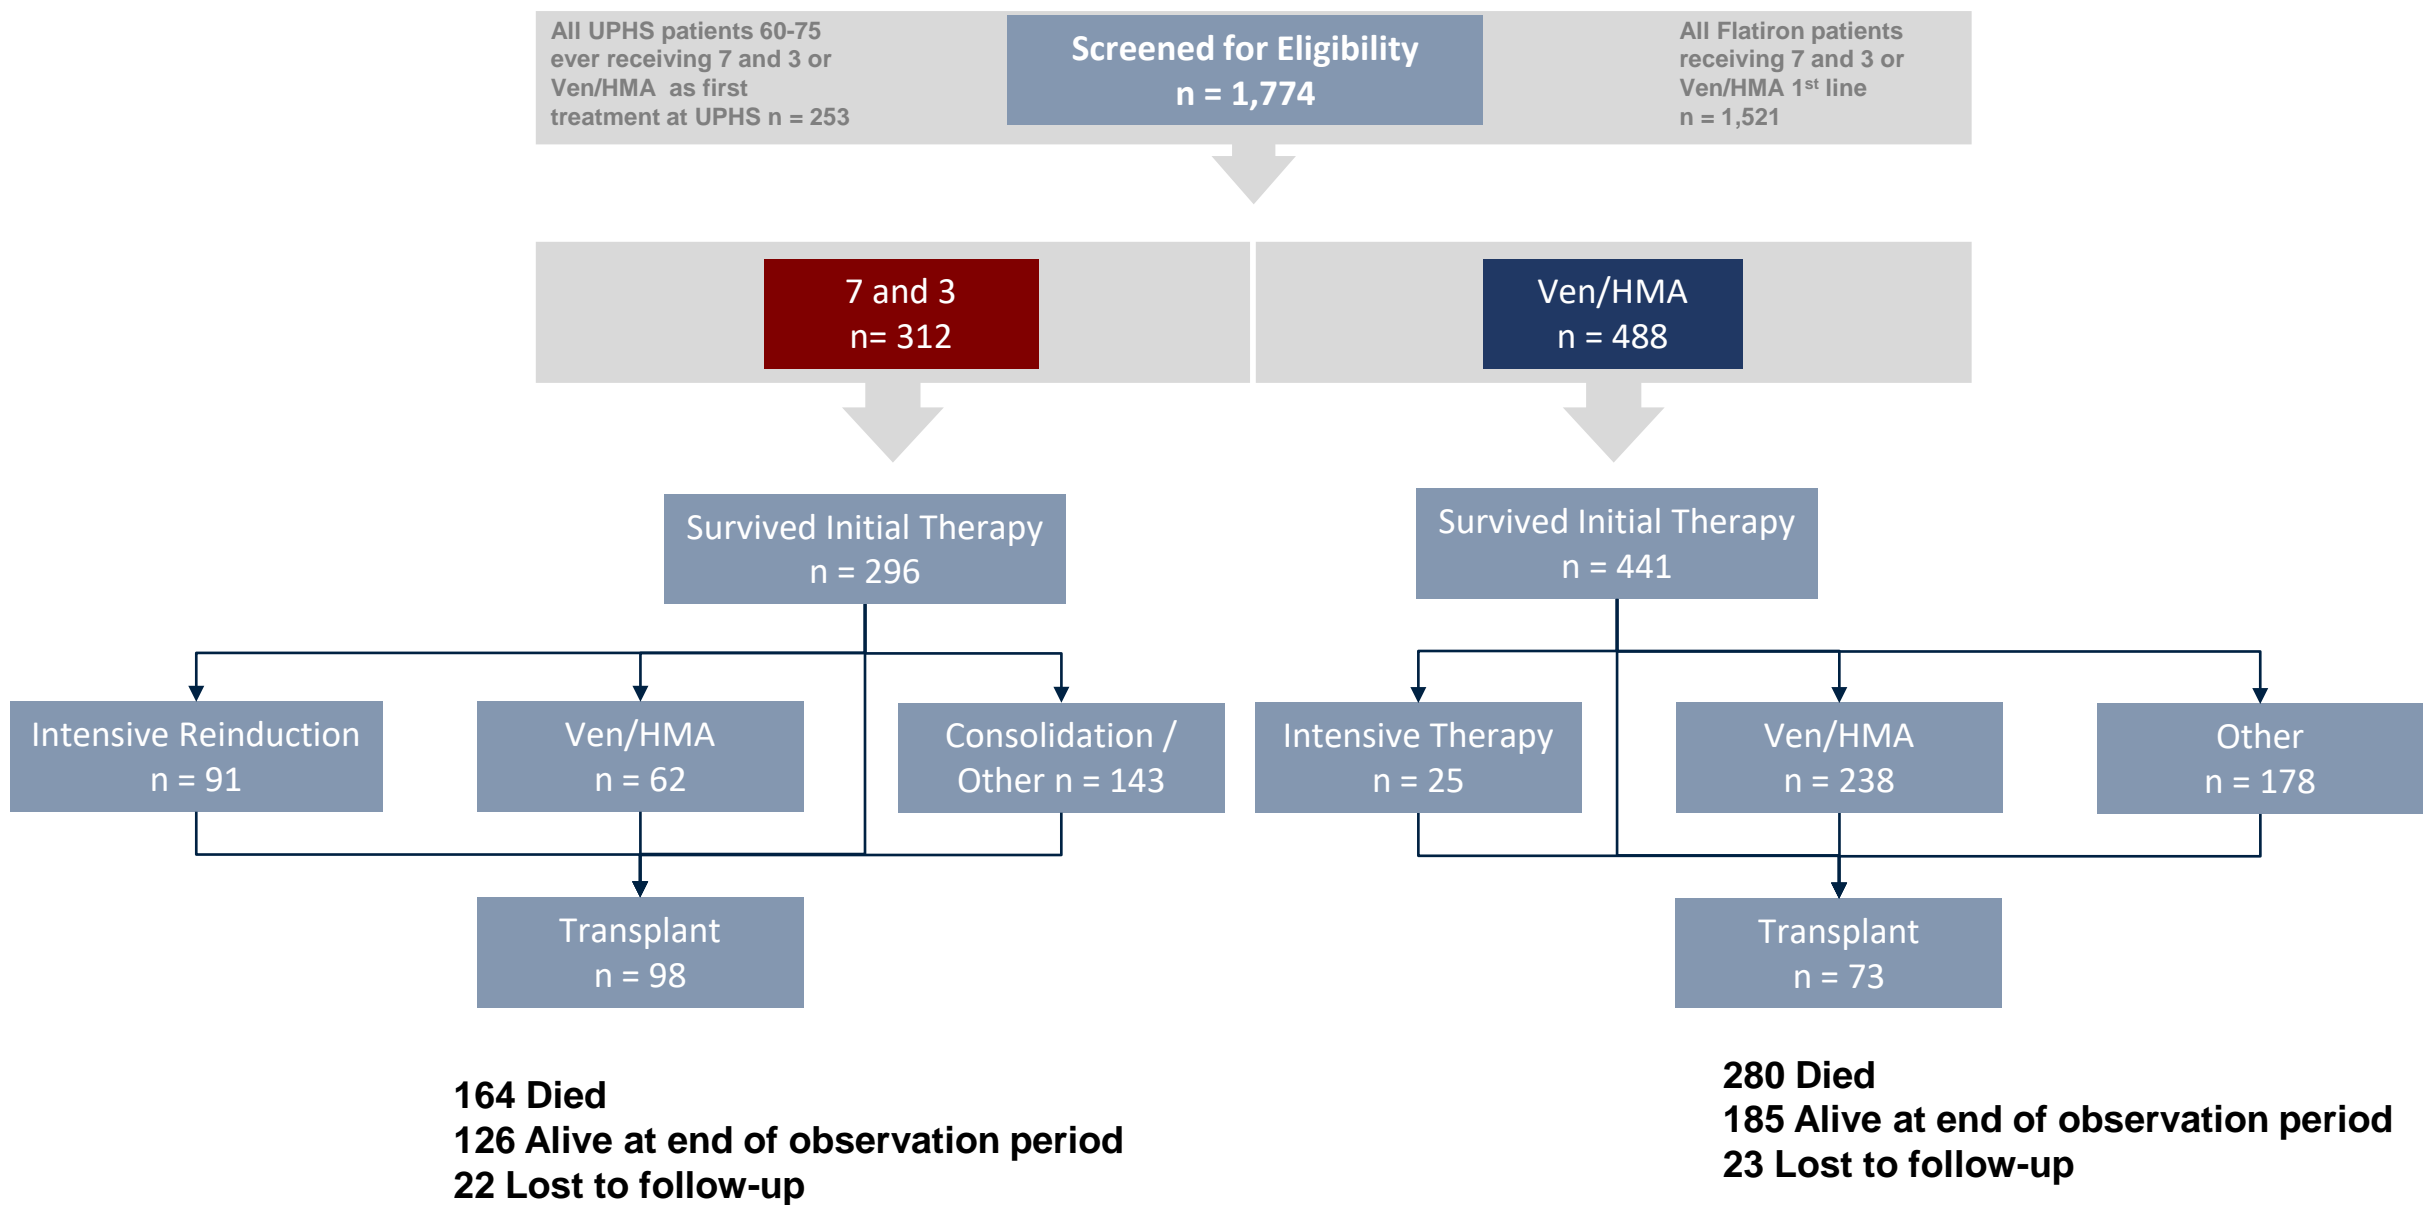 All UPHS patients 60-75
ever receiving 7 and 3 or
Ven/HMA as first
treatment at UPHS n = 253
Screened for Eligibility
n = 1,774
All Flatiron patients
receiving 7 and 3 or
Ven/HMA 1st line
n = 1,521
7 and 3
n= 312
Ven/HMA
n = 488
Survived Initial Therapy
n = 296
Survived Initial Therapy
n = 441
Intensive Reinduction
n = 91
Ven/HMA
n = 62
Consolidation /
Other n = 143
Intensive Therapy
n = 25
Ven/HMA
n = 238
Other
n = 178
Transplant
n = 98
Transplant
n = 73
164 Died
126 Alive at end of observation period
22 Lost to follow-up
280 Died
185 Alive at end of observation period
23 Lost to follow-up